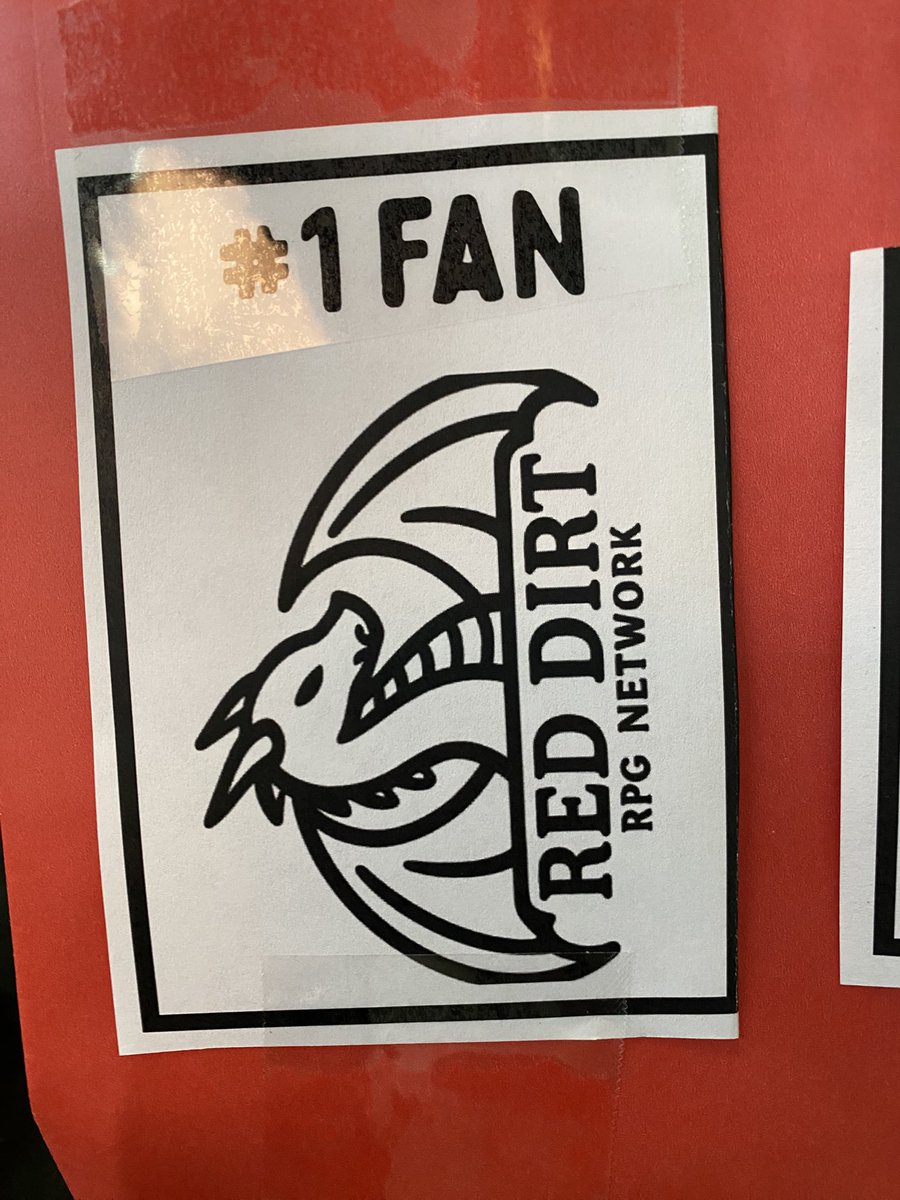 #1 FAN
RED DIRT
RPG NETWORK